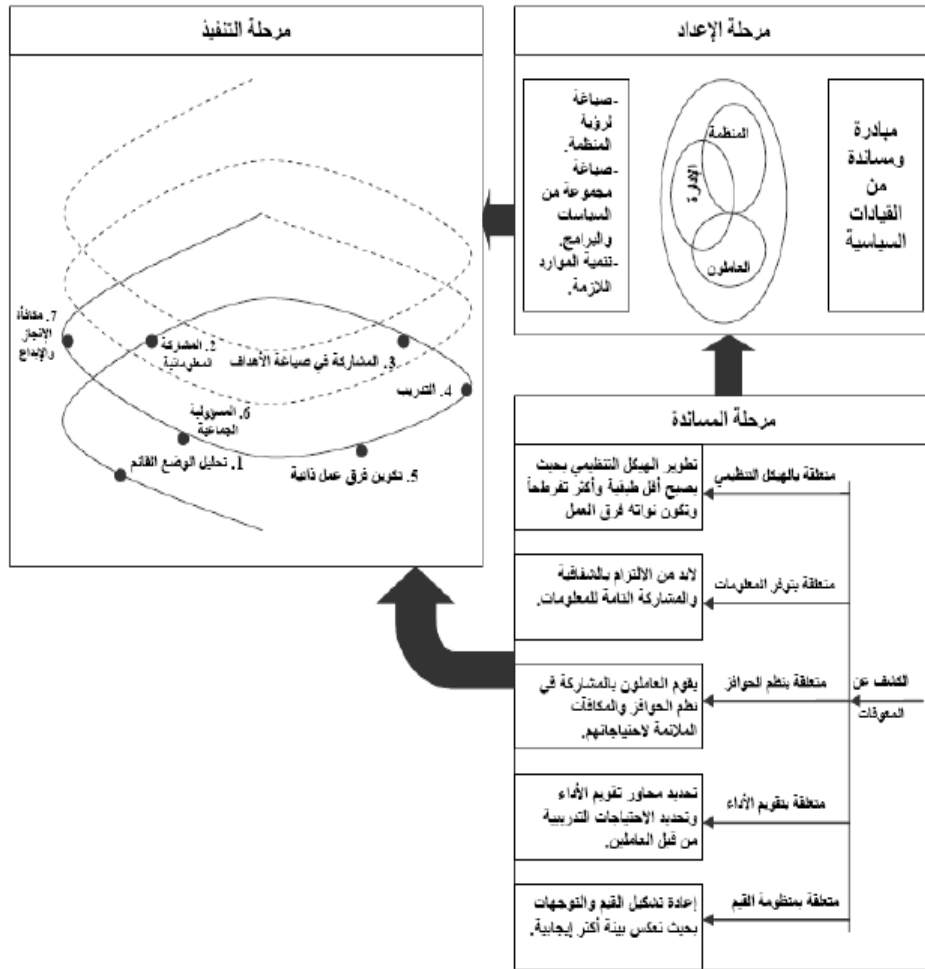 مرحلة الإعداد
مبادرة
ومساندة
من
القيادات
السياسية
المنظمة
الإدارة
العاملون
-صياغة
لرؤية
المنظمة.
-صياغة
مجموعة من
السياسات
والبرامج.
-تنمية الموارد
اللازمة.
مرحلة التنفيذ
7. مكافأة
الإنجاز
والإبداع
2. المشاركة
المعلوماتية
3. المشاركة في صياغة الأهداف
4. التدريب
6. المسؤولية
الجماعية
1. تحليل الوضع القائم
5. تكوين فرق عمل ذاتية
مرحلة المساندة
الكشف عن
المعوقات
متعلقة بالهيكل التنظيمي
تطوير الهيكل التنظيمي بحيث
يصبح أقل طبقية وأكثر تفرطحاً
وتكون نواته فرق العمل
متعلقة بتوفر المعلومات
لابد من الالتزام بالشفافية
والمشاركة التامة للمعلومات.
متعلقة بنظم الحوافز
يقوم العاملون بالمشاركة في
نظم الحوافز والمكافآت
الملائمة لاحتياجاتهم.
متعلقة بتقويم الأداء
تحديد محاور تقويم الأداء
وتحديد الاحتياجات التدريبية
من قبل العاملين.
متعلقة بمنظومة القيم
إعادة تشكيل القيم والتوجهات
بحيث تعكس بيئة أكثر إيجابية.